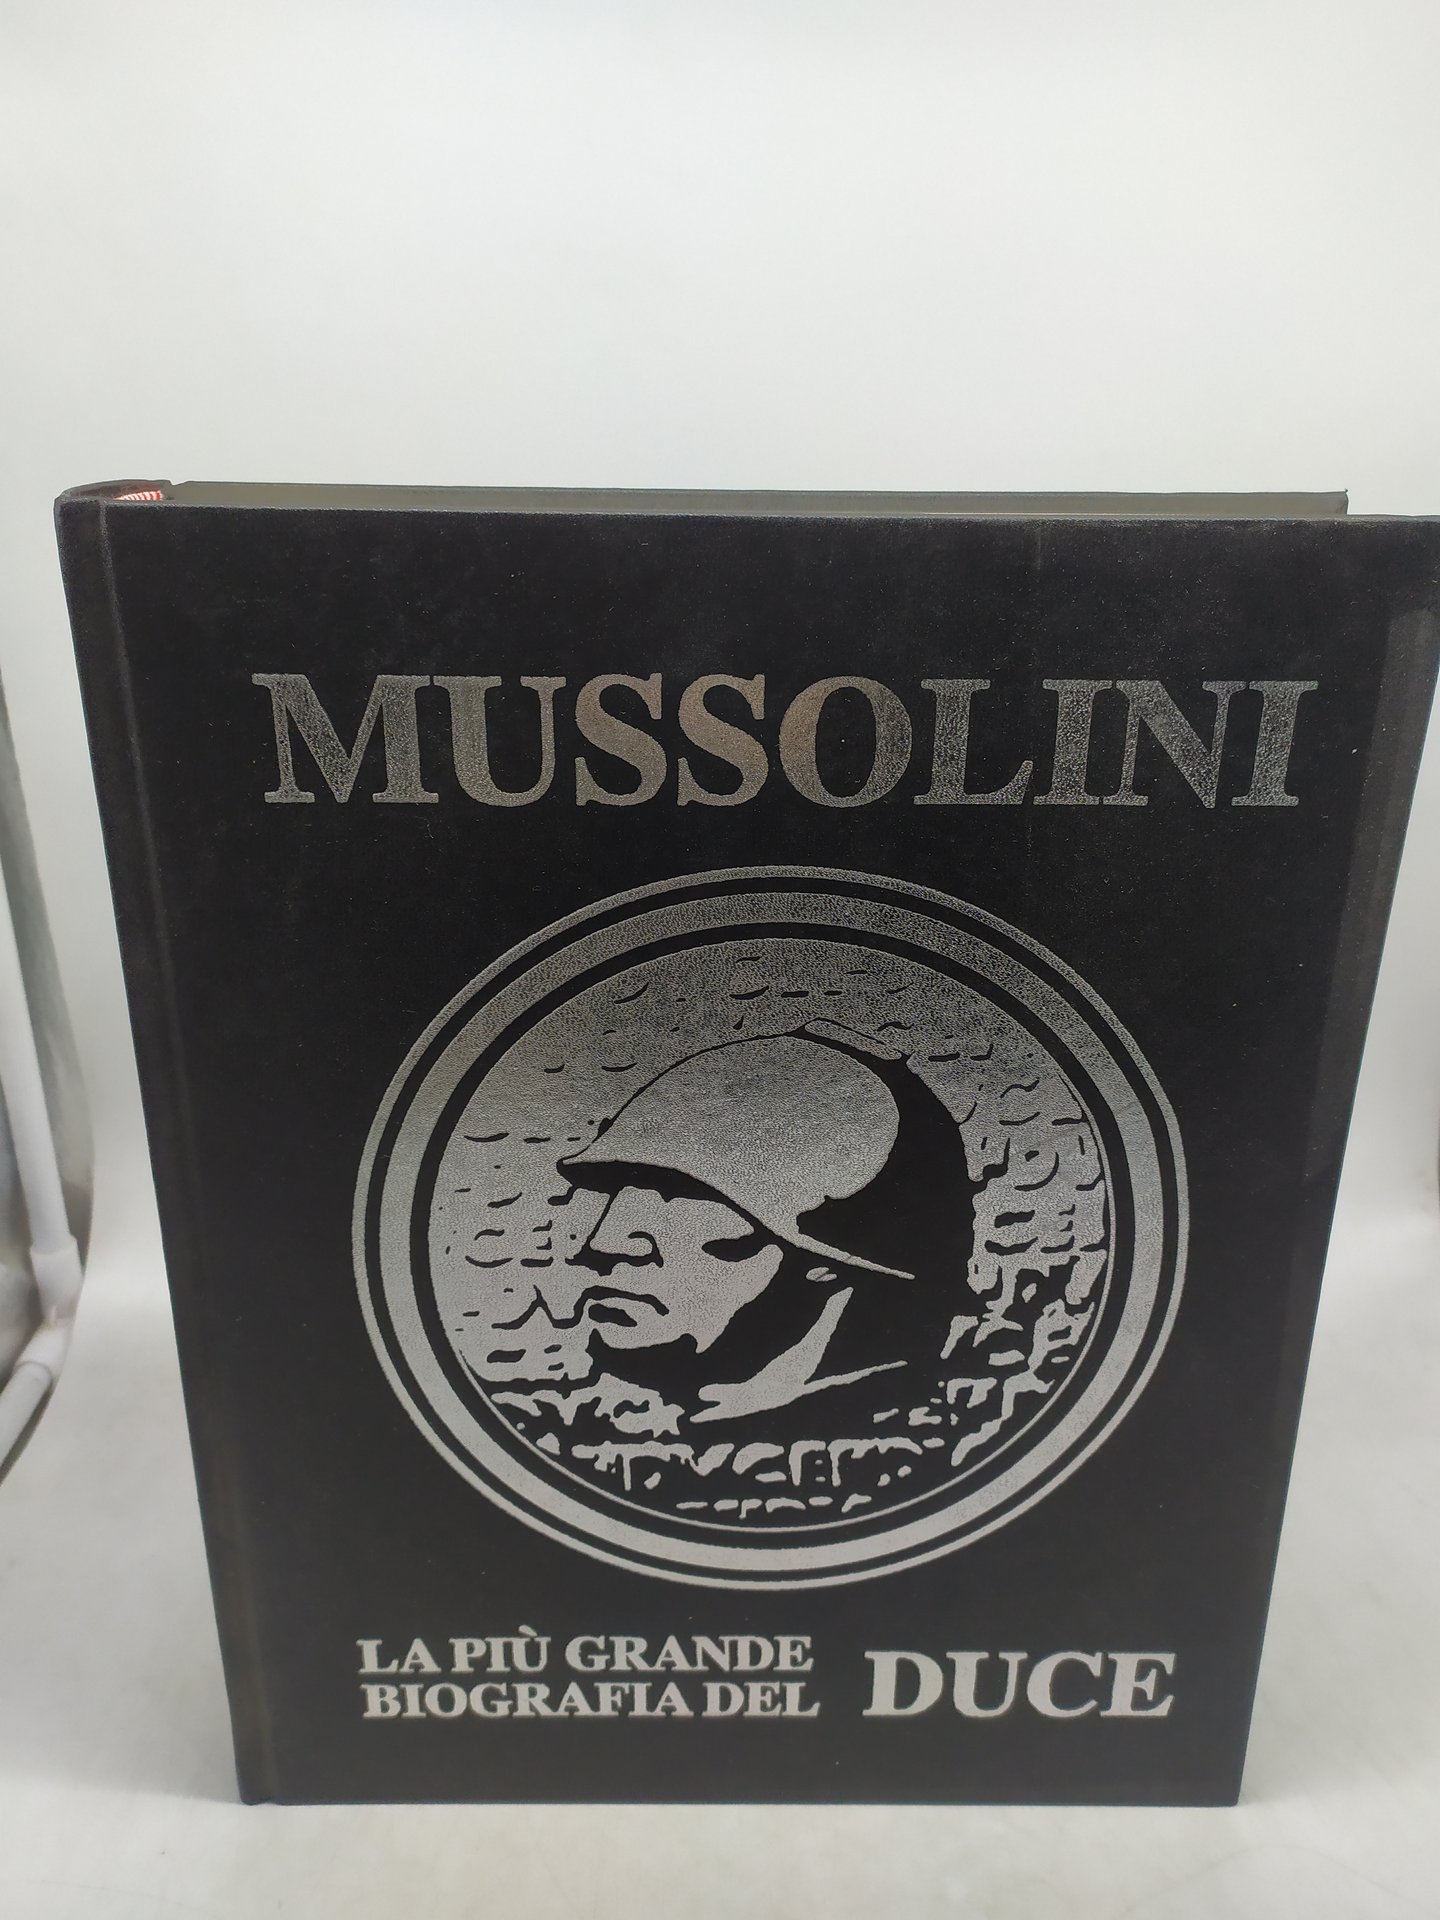 MUSSOLINI
LA PIÙ GRANDE
BIOGRAFIA DEL DUCE